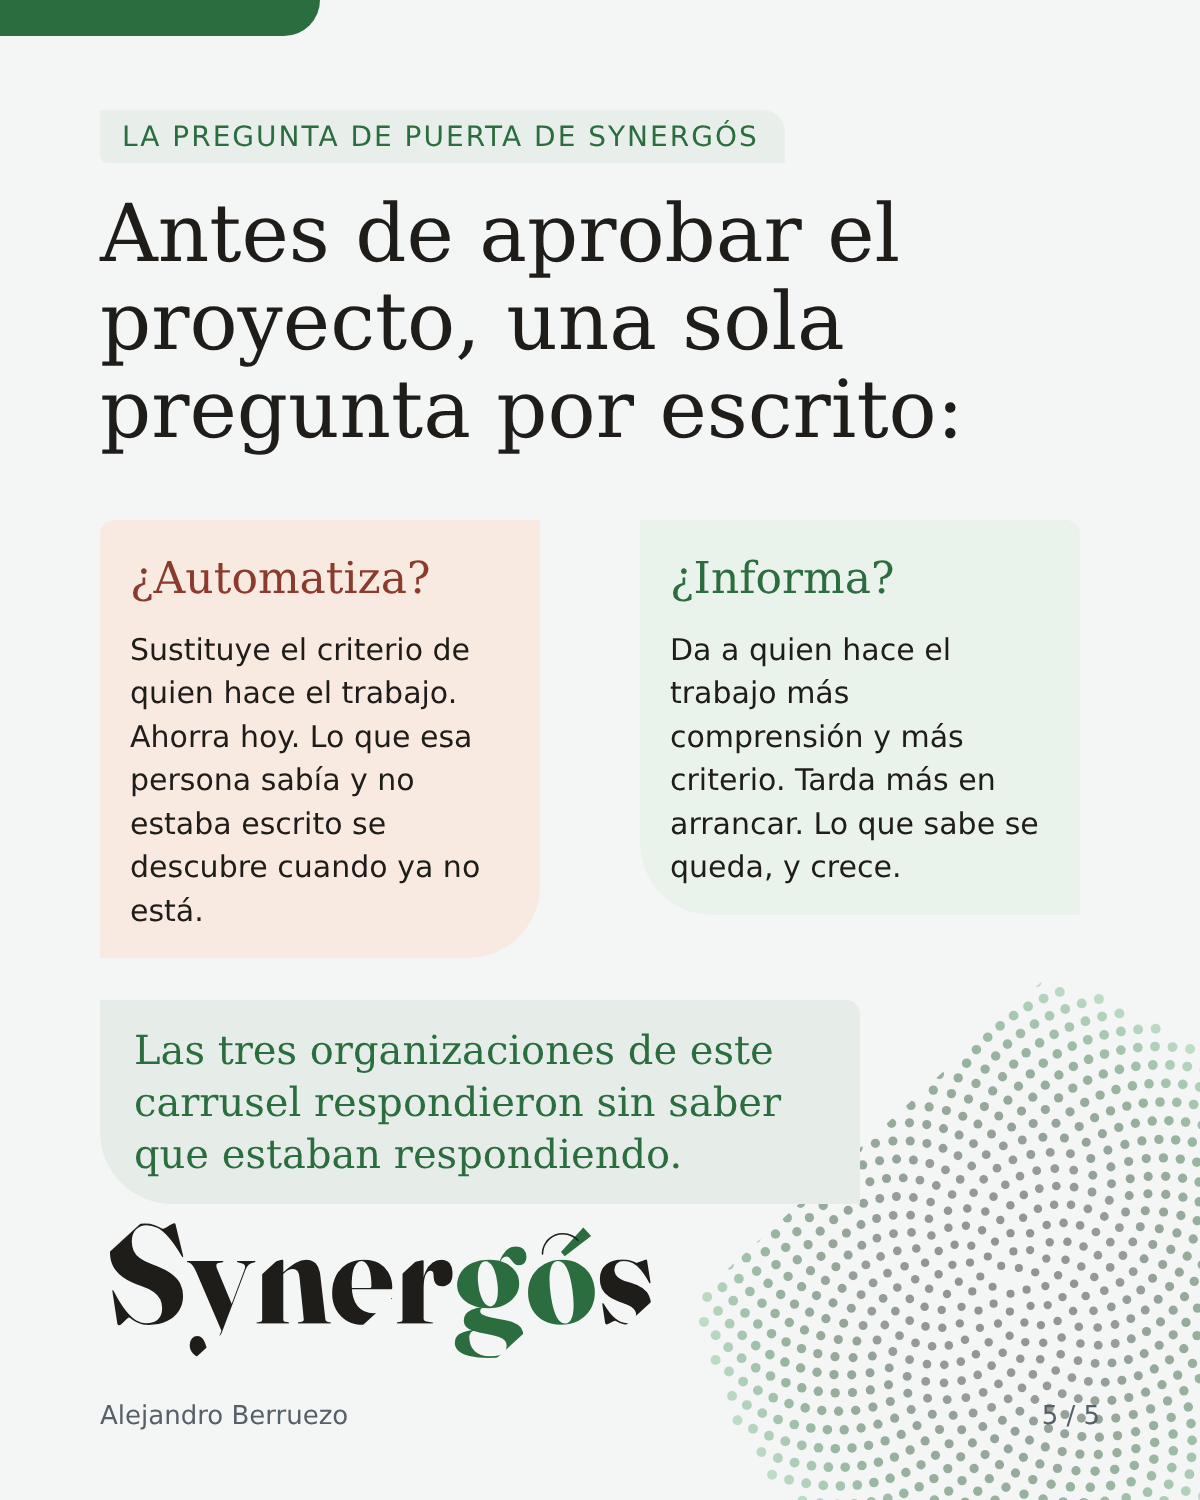 LA PREGUNTA DE PUERTA DE SYNERGÓS
Antes de aprobar el
proyecto, una sola
pregunta por escrito:
¿Automatiza?
Sustituye el criterio de
quien hace el trabajo.
Ahorra hoy. Lo que esa
persona sabía y no
estaba escrito se
descubre cuando ya no
está.
¿Informa?
Da a quien hace el
trabajo más
comprensión y más
criterio. Tarda más en
arrancar. Lo que sabe se
queda, y crece.
Las tres organizaciones de este
carrusel respondieron sin saber
que estaban respondiendo.
Synergós
Alejandro Berruezo
5 / 5